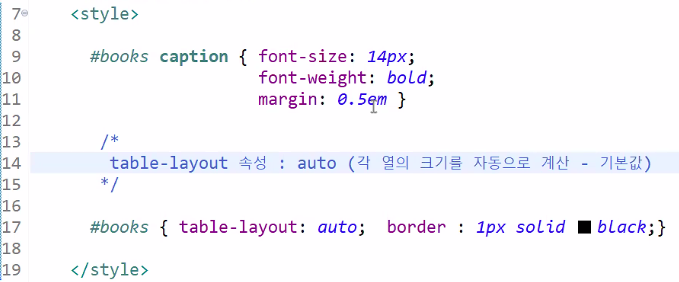 7 <style>
8
9 #books caption { font-size: 14px;
10 font-weight: bold;
11 margin: 0.5em }
12
13 /*
14 table-layout 속성 : auto (각 열의 크기를 자동으로 계산 - 기본값)
15 */
16
17 #books { table-layout: auto; border : 1px solid black;}
18
19 </style>